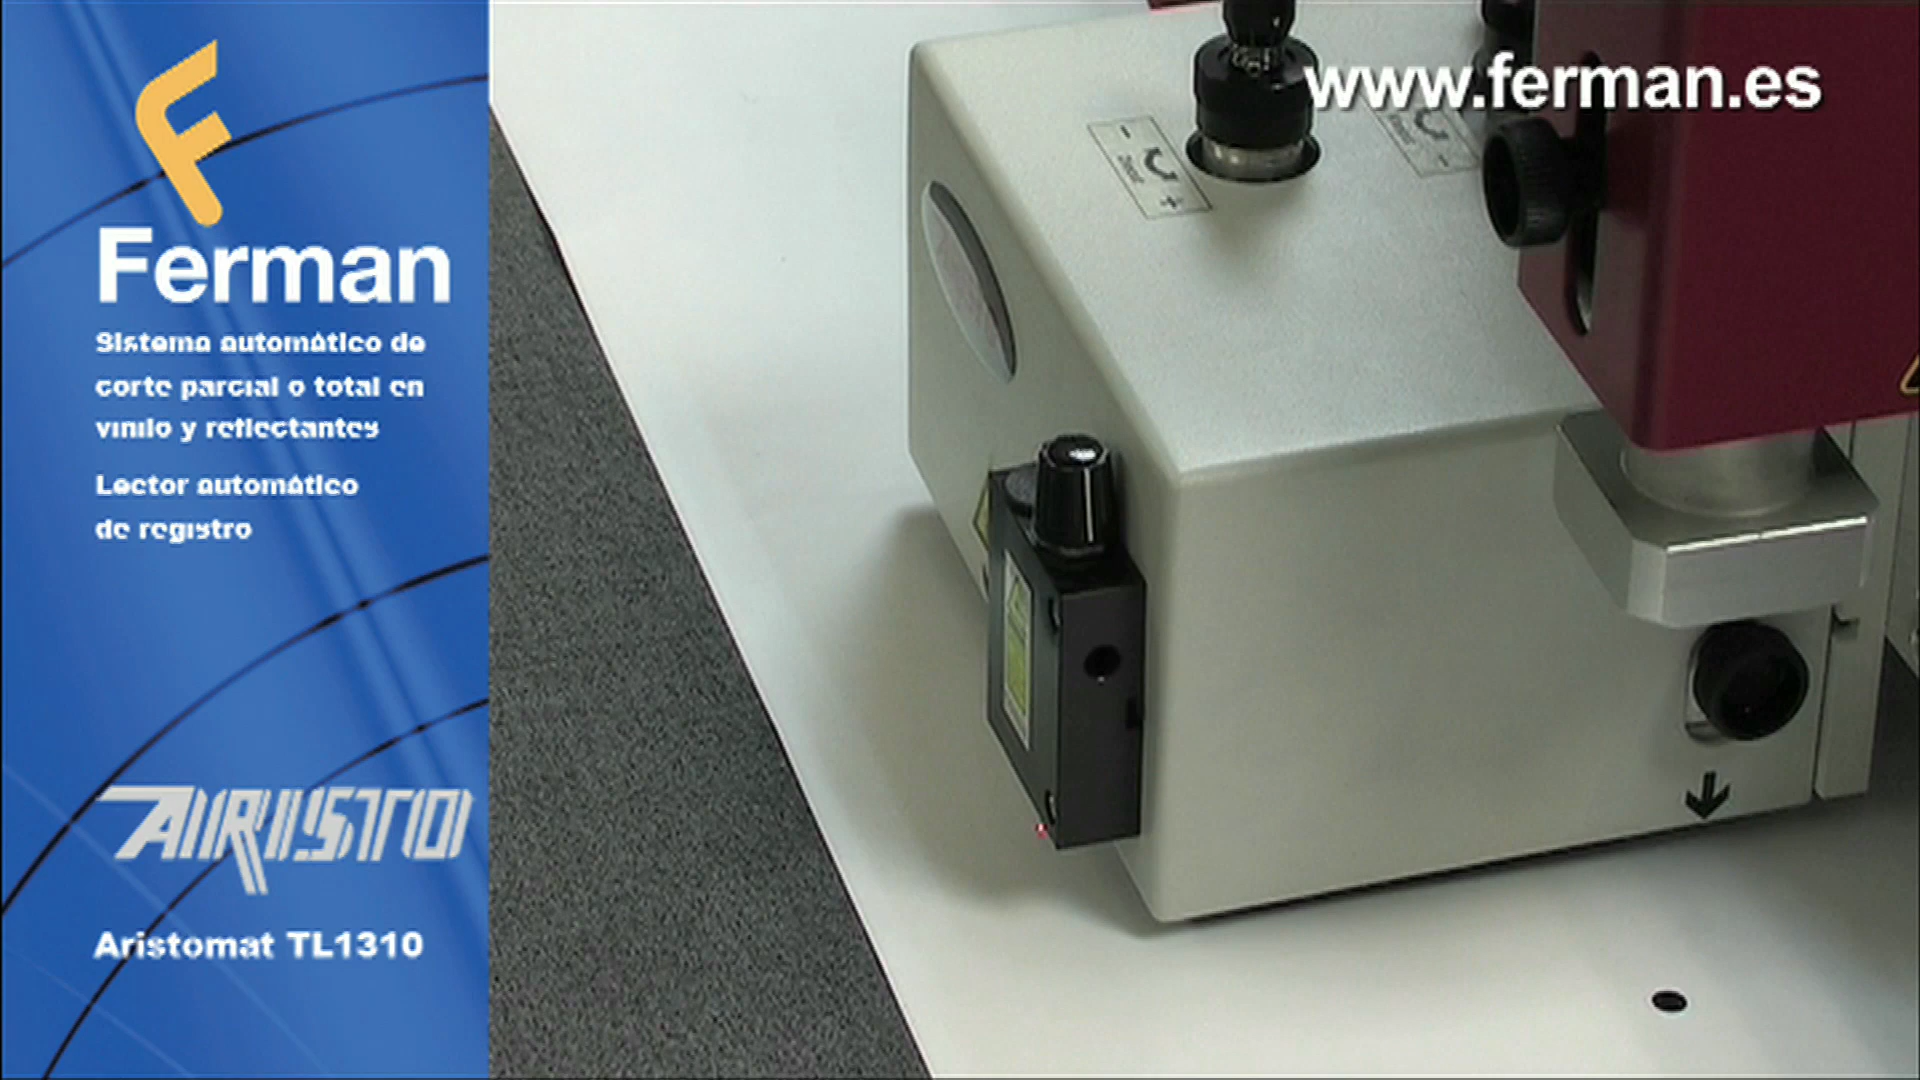 www.ferman.es
Ferman
Sistema automático de
corte parcial o total en
vinilo y reflectantes
Lector automático
de registro
ARISTO
Aristomat TL1310